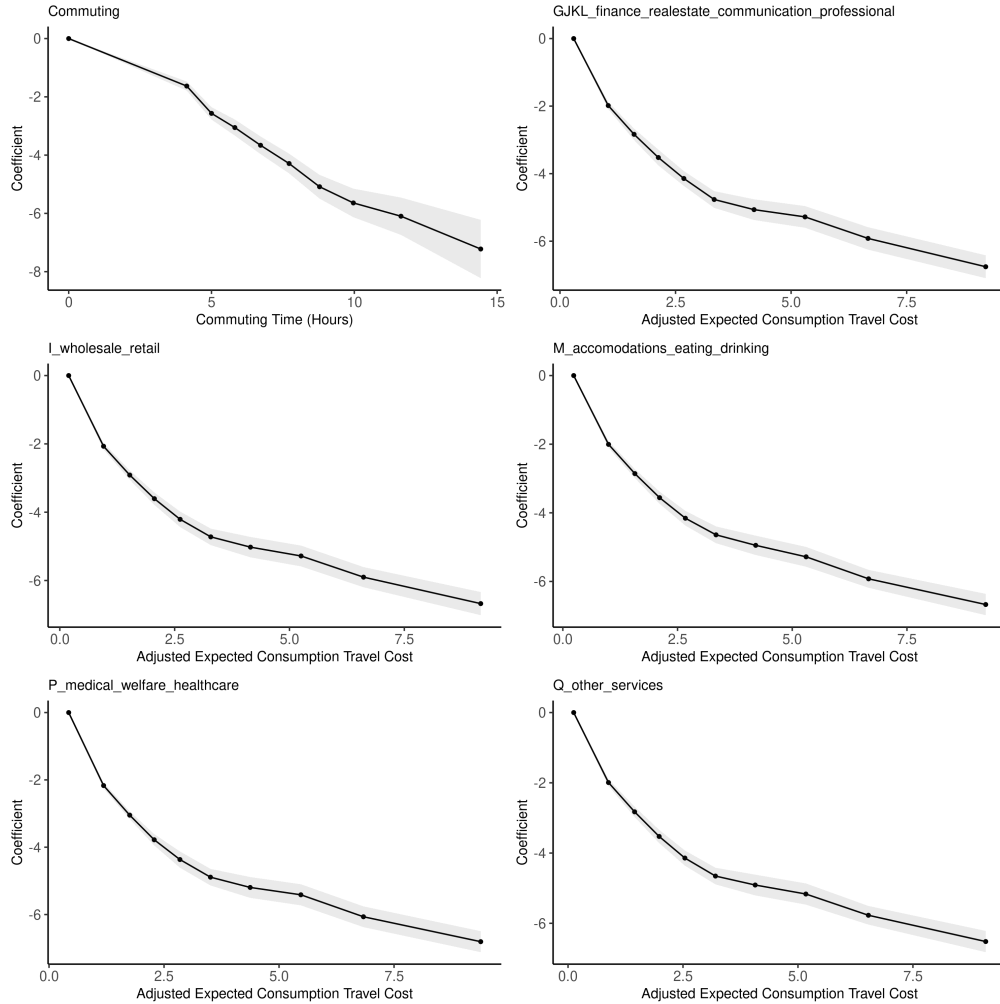 Commuting
0
-2
-4
-6
-8
Coefficient
0
5
10
15
Commuting Time (Hours)
GJKL_finance_realestate_communication_professional
0
-2
-4
-6
Coefficient
0.0
2.5
5.0
7.5
Adjusted Expected Consumption Travel Cost
I_wholesale_retail
0
-2
-4
-6
Coefficient
0.0
2.5
5.0
7.5
Adjusted Expected Consumption Travel Cost
M_accomodations_eating_drinking
0
-2
-4
-6
Coefficient
0.0
2.5
5.0
7.5
Adjusted Expected Consumption Travel Cost
P_medical_welfare_healthcare
0
-2
-4
-6
Coefficient
0.0
2.5
5.0
7.5
Adjusted Expected Consumption Travel Cost
Q_other_services
0
-2
-4
-6
Coefficient
0.0
2.5
5.0
7.5
Adjusted Expected Consumption Travel Cost